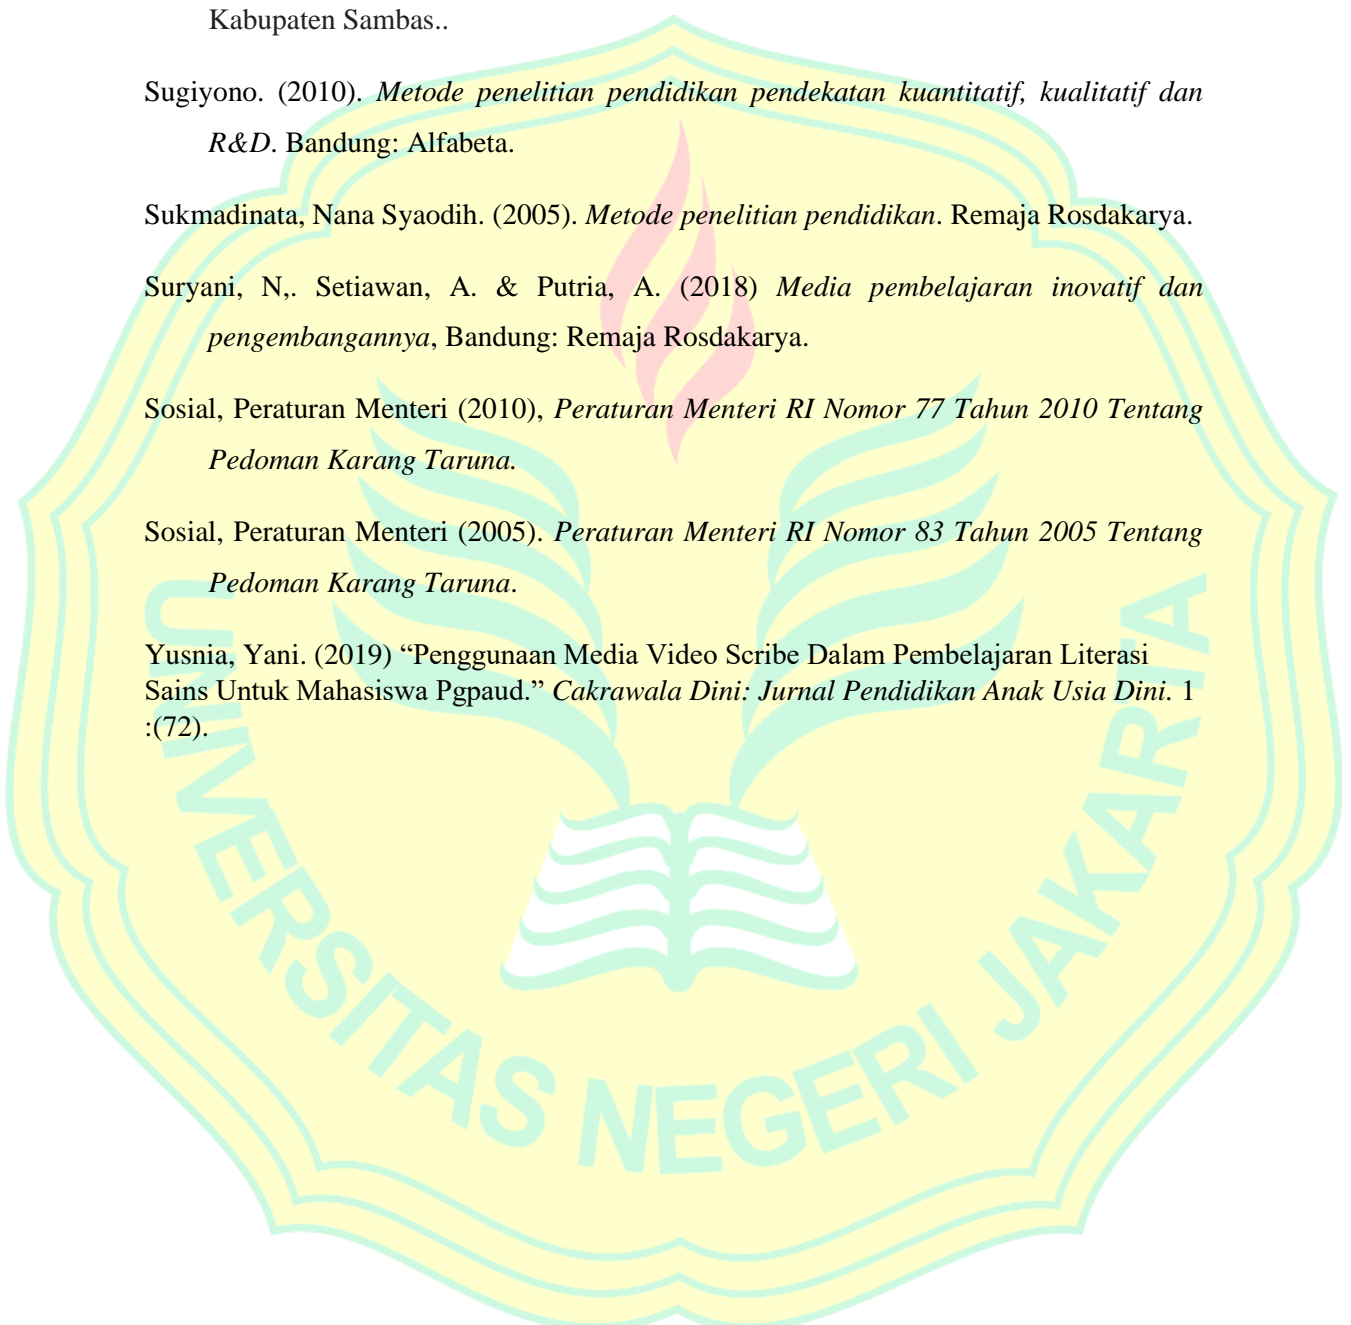 Kabupaten Sambas..
Sugiyono. (2010). Metode penelitian pendidikan pendekatan kuantitatif, kualitatif dan
R&D. Bandung: Alfabeta.
Sukmadinata, Nana Syaodih. (2005). Metode penelitian pendidikan. Remaja Rosdakarya.
Suryani, N,. Setiawan, A. & Putria, A. (2018) Media pembelajaran inovatif dan
pengembangannya, Bandung: Remaja Rosdakarya.
Sosial, Peraturan Menteri (2010), Peraturan Menteri RI Nomor 77 Tahun 2010 Tentang
Pedoman Karang Taruna.
Sosial, Peraturan Menteri (2005). Peraturan Menteri RI Nomor 83 Tahun 2005 Tentang
Pedoman Karang Taruna.
Yusnia, Yani. (2019) “Penggunaan Media Video Scribe Dalam Pembelajaran Literasi
Sains Untuk Mahasiswa Pgpaud.” Cakrawala Dini: Jurnal Pendidikan Anak Usia Dini. 1
:(72).
UNIVERSITAS NEGERI JAKARTA